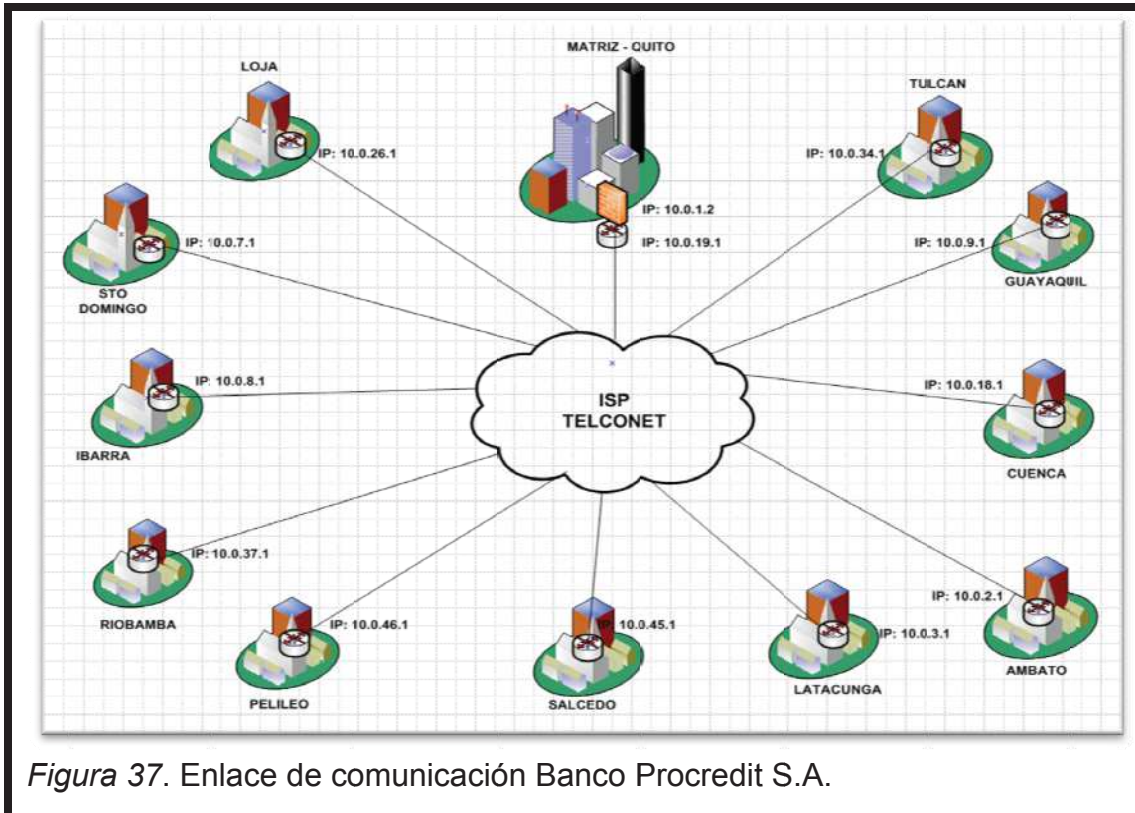 MATRIZ - QUITO
LOJA
TULCAN
IP: 10.0.26.1
IP: 10.0.34.1
IP: 10.0.1.2
IP: 10.0.7.1
IP: 10.0.19.1
IP: 10.0.9.1
STO
DOMINGO
GUAYAQUIL
IP: 10.0.8.1
IP: 10.0.18.1
ISP
TELCONET
IBARRA
CUENCA
IP: 10.0.37.1
IP: 10.0.2.1
RIOBAMBA
IP: 10.0.46.1
IP: 10.0.45.1
IP: 10.0.3.1
AMBATO
PELILEO
SALCEDO
LATACUNGA
Figura 37. Enlace de comunicación Banco Procredit S.A.